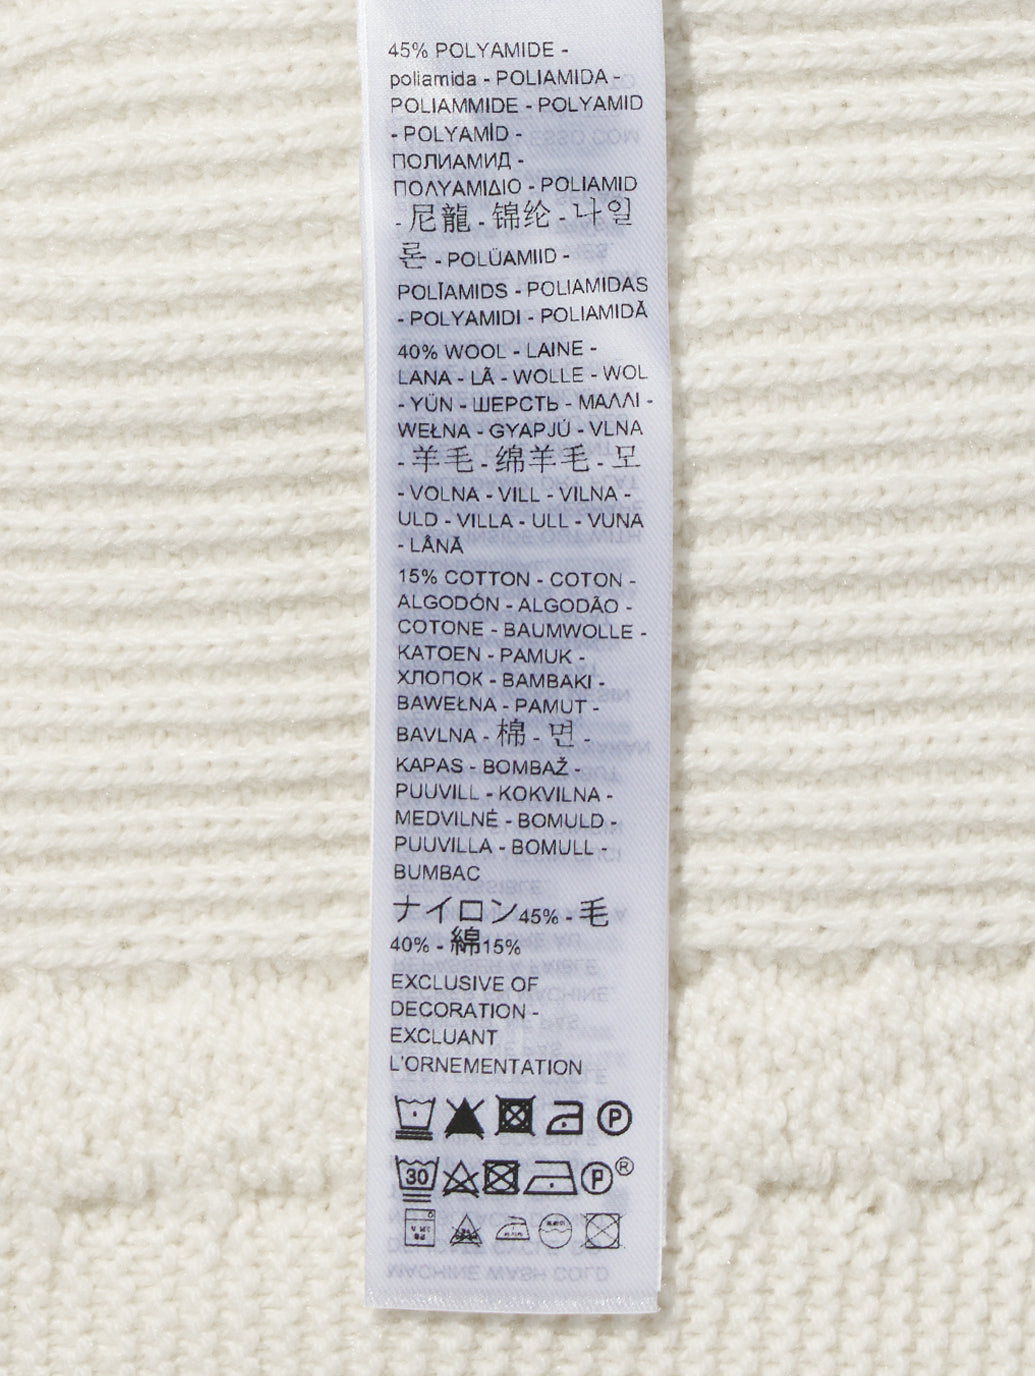 45% POLYAMIDE -
poliamida - POLIAMIDA -
POLIAMMIDE - POLYAMID
- POLYAMİD -
ПОЛИАМИД -
ΠΟΛΥΑΜΙΔΙΟ - POLIAMID
- 尼龍 - 锦纶 - 나일
론 - POLÜAMIID -
POLĪAMIDS - POLIAMIDAS
- POLYAMIDI - POLIAMIDĂ
40% WOOL - LAINE -
LANA - LÃ - WOLLE - WOL
- YÜN - ШЕРСТЬ - ΜΑΛΛΙ -
WEŁNA - GYAPJÚ - VLNA
- 羊毛 - 绵羊毛 - 모
- VOLNA - VILL - VILNA -
ULD - VILLA - ULL - VUNA
- LÂNĂ
15% COTTON - COTON -
ALGODÓN - ALGODÃO -
COTONE - BAUMWOLLE -
KATOEN - PAMUK -
ХЛОПОК - BAMBAKI -
BAWEŁNA - PAMUT -
BAVLNA - 棉 - 면 -
KAPAS - BOMBAŽ -
PUUVILL - KOKVILNA -
MEDVILNĖ - BOMULD -
PUUVILLA - BOMULL -
BUMBAC
ナイロン45% - 毛
40% - 綿15%
EXCLUSIVE OF
DECORATION -
EXCLUANT
L'ORNEMENTATION
P
30 P ®